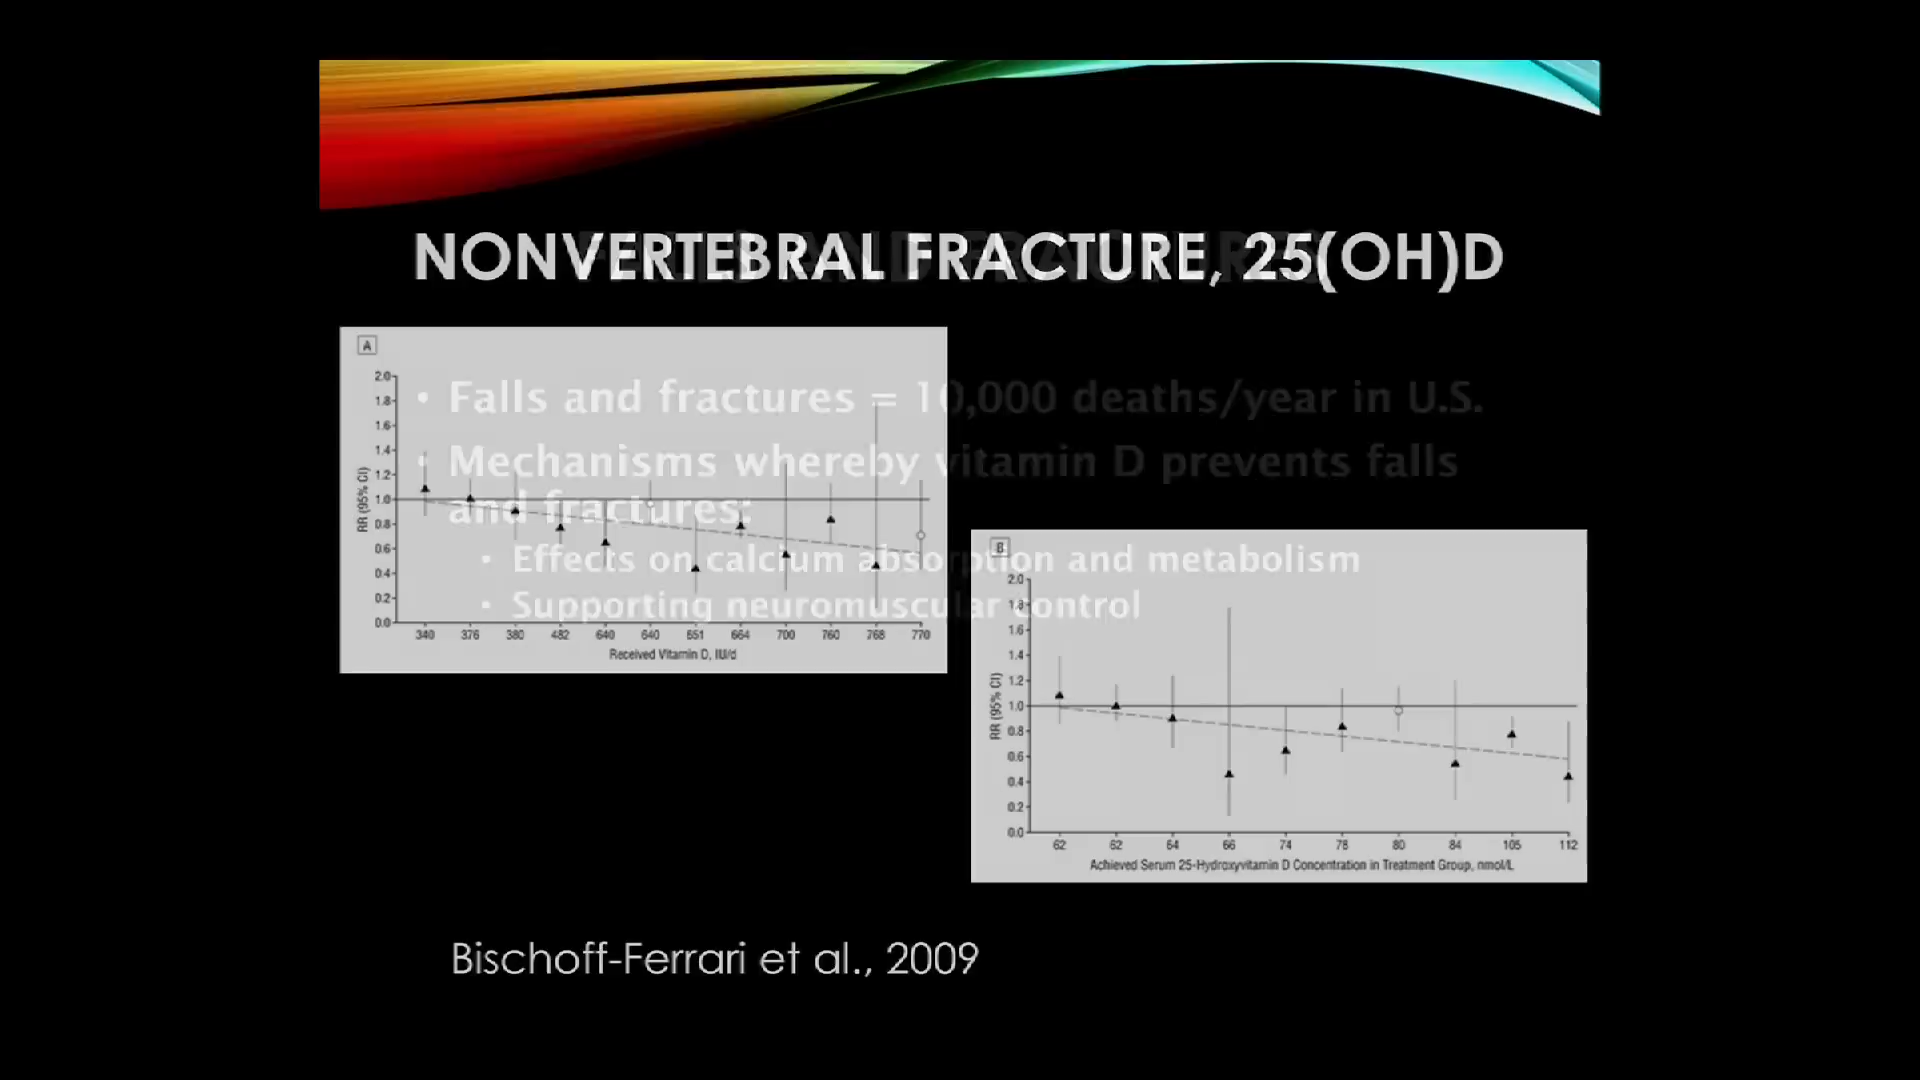 NONVERTEBRAL FRACTURE, 25(OH)D
• Falls and fractures = 10,000 deaths/year in U.S.
• Mechanisms whereby vitamin D prevents falls
and fractures:
• Effects on calcium absorption and metabolism
• Supporting neuromuscular control
A
2.0
1.8
1.6
1.4
1.2
1.0
0.8
0.6
0.4
0.2
0.0
RR (95% CI)
340 376 380 482 640 640 651 664 700 760 768 770
Received Vitamin D, IU/d
B
2.0
1.8
1.6
1.4
1.2
1.0
0.8
0.6
0.4
0.2
0.0
RR (95% CI)
62 62 64 66 74 78 80 84 105 112
Achieved Serum 25-Hydroxyvitamin D Concentration in Treatment Group, nmol/L
Bischoff-Ferrari et al., 2009